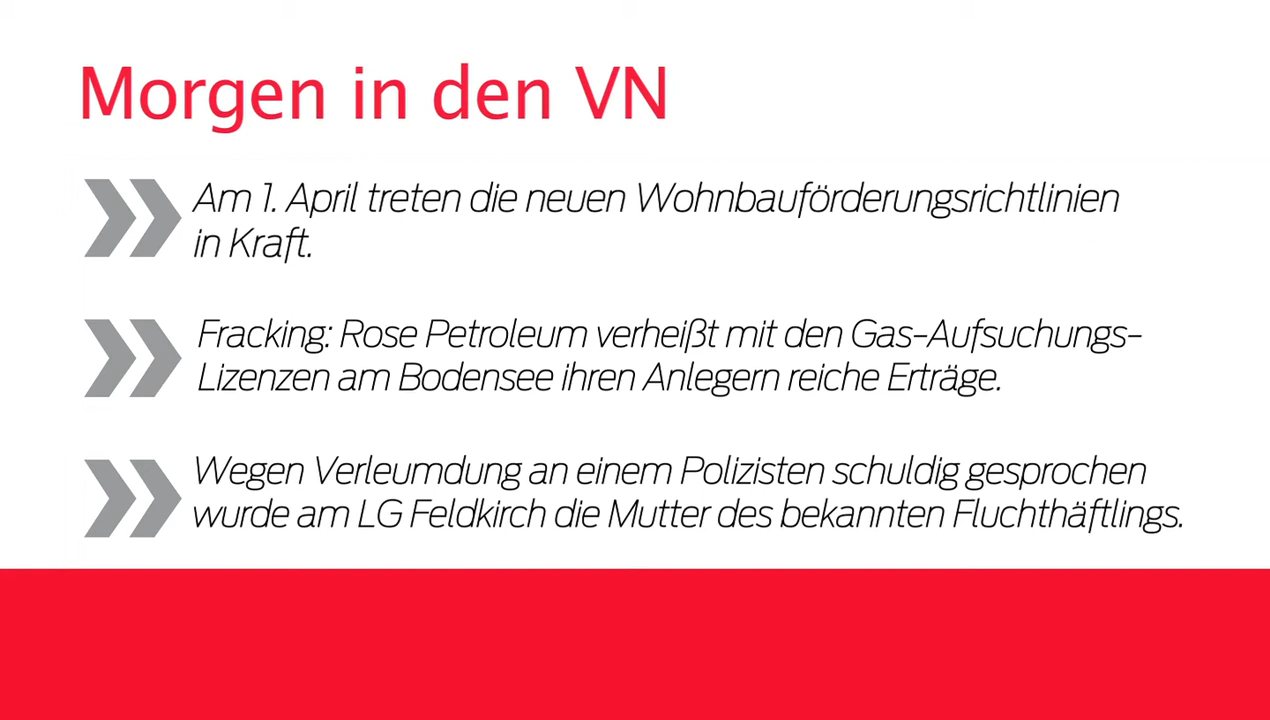 Morgen in den VN
Am 1. April treten die neuen Wohnbauförderungsrichtlinien
in Kraft.
Fracking: Rose Petroleum verheißt mit den Gas-Aufsuchungs-
Lizenzen am Bodensee ihren Anlegern reiche Erträge.
Wegen Verleumdung an einem Polizisten schuldig gesprochen
wurde am LG Feldkirch die Mutter des bekannten Fluchthäftlings.